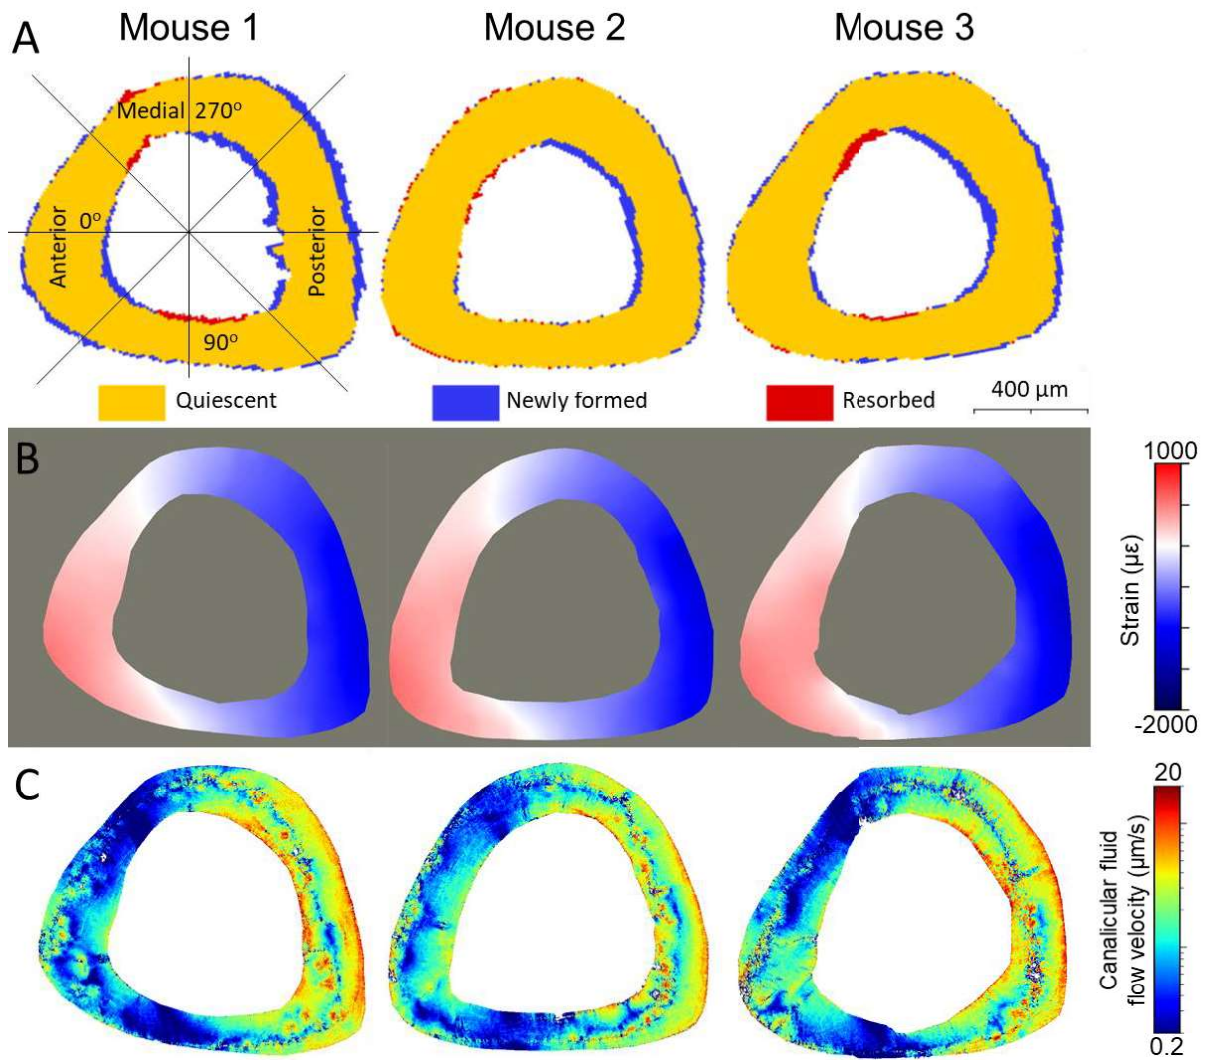 A
Mouse 1
Mouse 2
Mouse 3
Medial 270°
0°
Anterior
Posterior
90°
Quiescent
Newly formed
Resorbed
400 µm
B
1000
Strain (µε)
-2000
C
20
Canalicular fluid
flow velocity (µm/s)
0.2